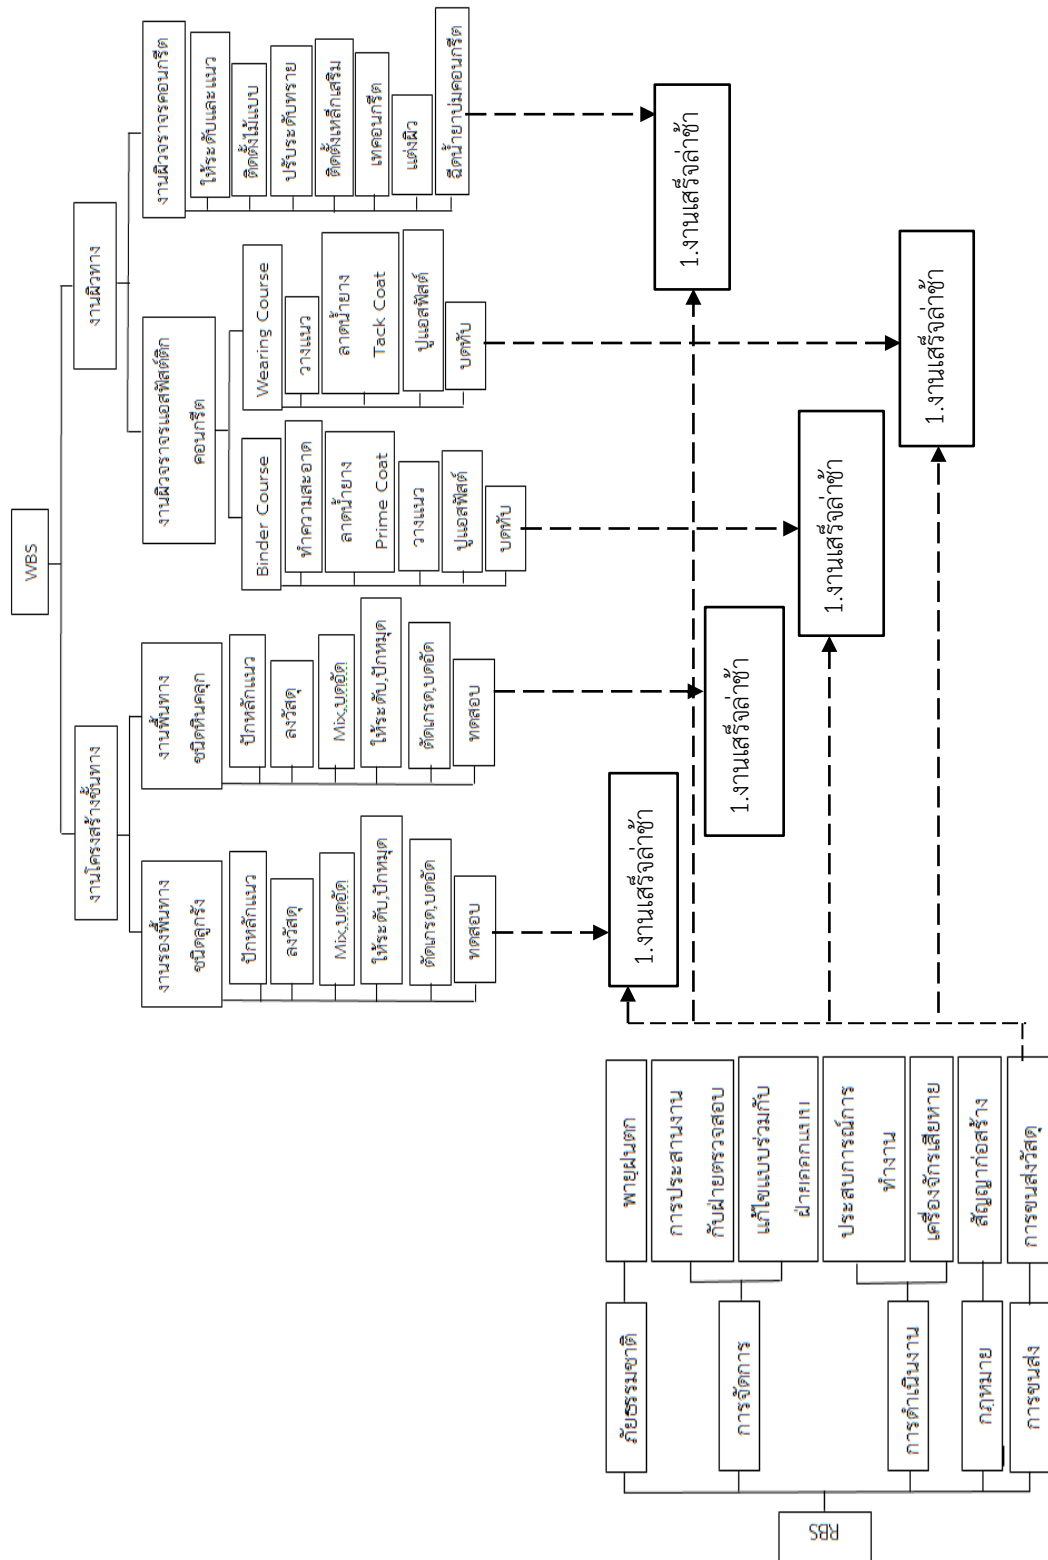 WBS
งานโครงสร้างชั้นทาง
งานผิวทาง
งานรองพื้นทาง
ชนิดลูกรัง
งานพื้นทาง
ชนิดหินคลุก
งานผิวจราจรแอสฟัสต์ติก
คอนกรีต
งานผิวจราจรคอนกรีต
ปักหลักแนว
ลงวัสดุ
Mix,บดอัด
ให้ระดับ,ปักหมุด
ตัดเกรด,บดอัด
ทดสอบ
ปักหลักแนว
ลงวัสดุ
Mix,บดอัด
ให้ระดับ,ปักหมุด
ตัดเกรด,บดอัด
ทดสอบ
Binder Course
ทำความสะอาด
ลาดน้ำยาง
Prime Coat
วางแนว
ปูแอสฟัสต์
บดทับ
Wearing Course
วางแนว
ลาดน้ำยาง
Tack Coat
ปูแอสฟัสต์
บดทับ
ให้ระดับและแนว
ติดตั้งไม้แบบ
ปรับระดับทราย
ติดตั้งเหล็กเสริม
เทคอนกรีต
แต่งผิว
ฉีดน้ำยาบ่มคอนกรีต
RBS
ภัยธรรมชาติ
พายุฝนตก
การจัดการ
การประสานงาน
กับฝ่ายตรวจสอบ
แก้ไขแบบร่วมกับ
ฝ่ายออกแบบ
การดำเนินงาน
ประสบการณ์การ
ทำงาน
เครื่องจักรเสียหาย
กฎหมาย
สัญญาก่อสร้าง
การขนส่ง
การขนส่งวัสดุ
1.งานเสร็จล่าช้า
1.งานเสร็จล่าช้า
1.งานเสร็จล่าช้า
1.งานเสร็จล่าช้า
1.งานเสร็จล่าช้า